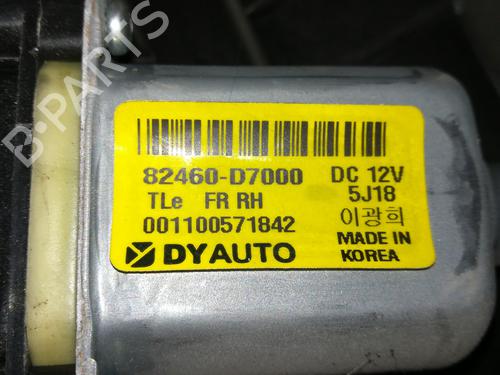 82460-D7000 DC 12V
TLe FR RH 5J18
001100571842 이광희
DYAUTO MADE IN
KOREA
B-PARTS